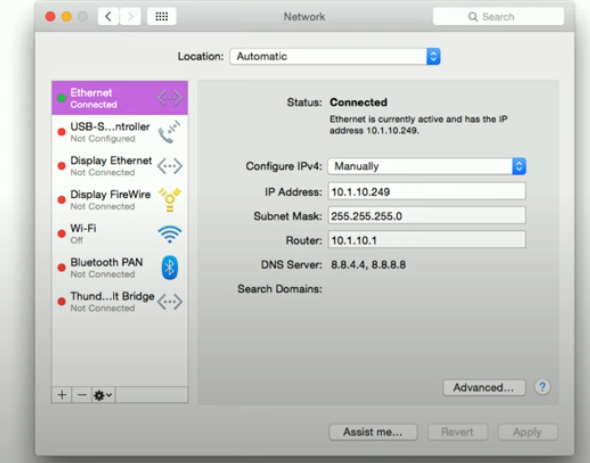 Network
Search
Location: Automatic
Ethernet
Connected
USB-S...ntroller
Not Configured
Display Ethernet
Not Connected
Display FireWire
Not Connected
Wi-Fi
Off
Bluetooth PAN
Not Connected
Thund...lt Bridge
Not Connected
Status: Connected
Ethernet is currently active and has the IP
address 10.1.10.249.
Configure IPv4: Manually
IP Address: 10.1.10.249
Subnet Mask: 255.255.255.0
Router: 10.1.10.1
DNS Server: 8.8.4.4, 8.8.8.8
Search Domains:
Advanced... ?
Assist me... Revert Apply